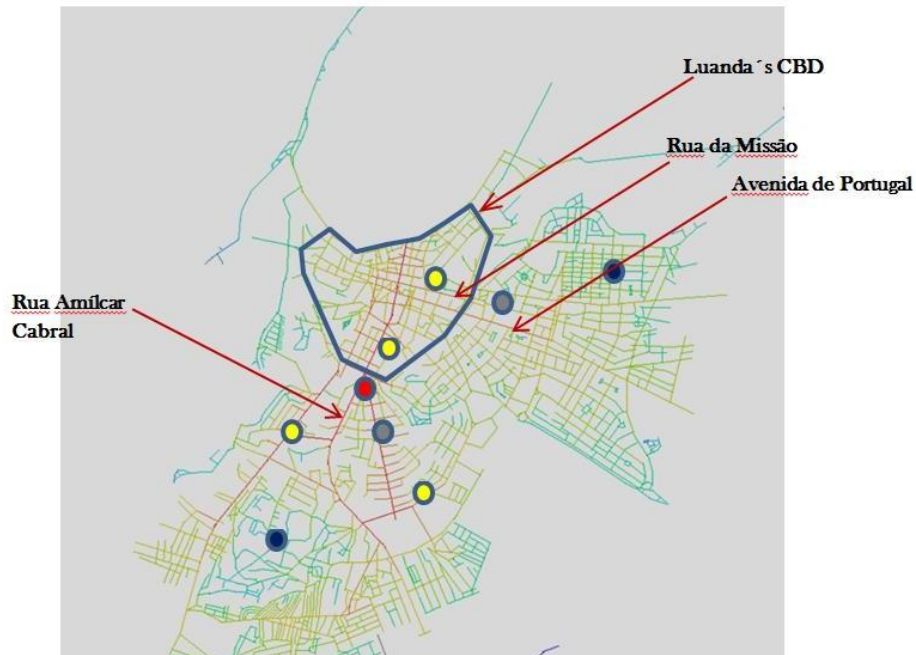 Luanda´s CBD
Rua da Missão
Avenida de Portugal
Rua Amílcar
Cabral